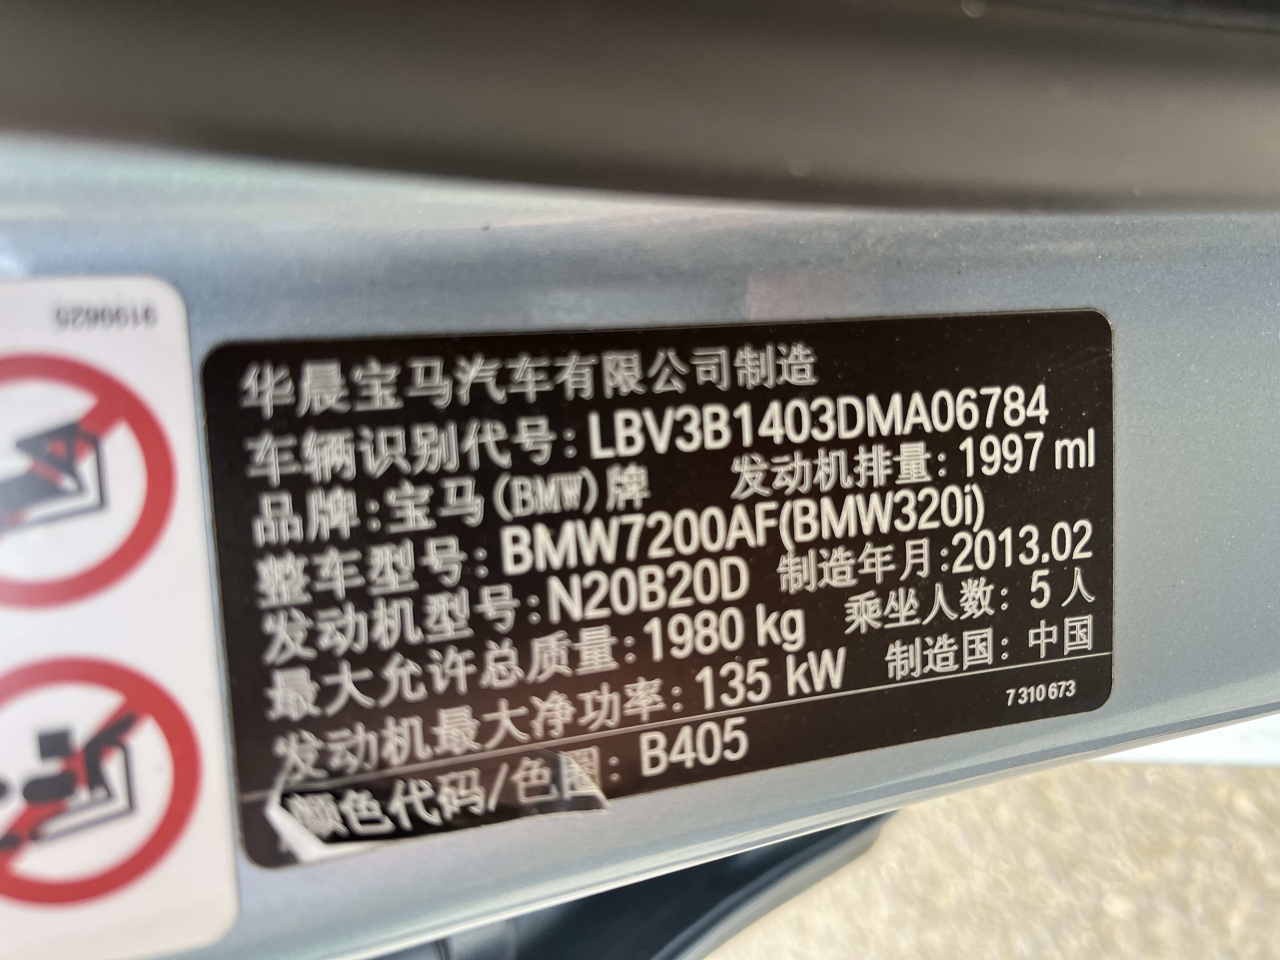 9199625
华晨宝马汽车有限公司制造
车辆识别代号: LBV3B1403DMA06784
品牌:宝马(BMW)牌 发动机排量: 1997 ml
整车型号: BMW7200AF(BMW320i)
发动机型号: N20B20D 制造年月:2013.02
最大允许总质量: 1980 kg 乘坐人数: 5 人
发动机最大净功率: 135 kW 制造国: 中国
颜色代码/色圈: B405
7 310 673